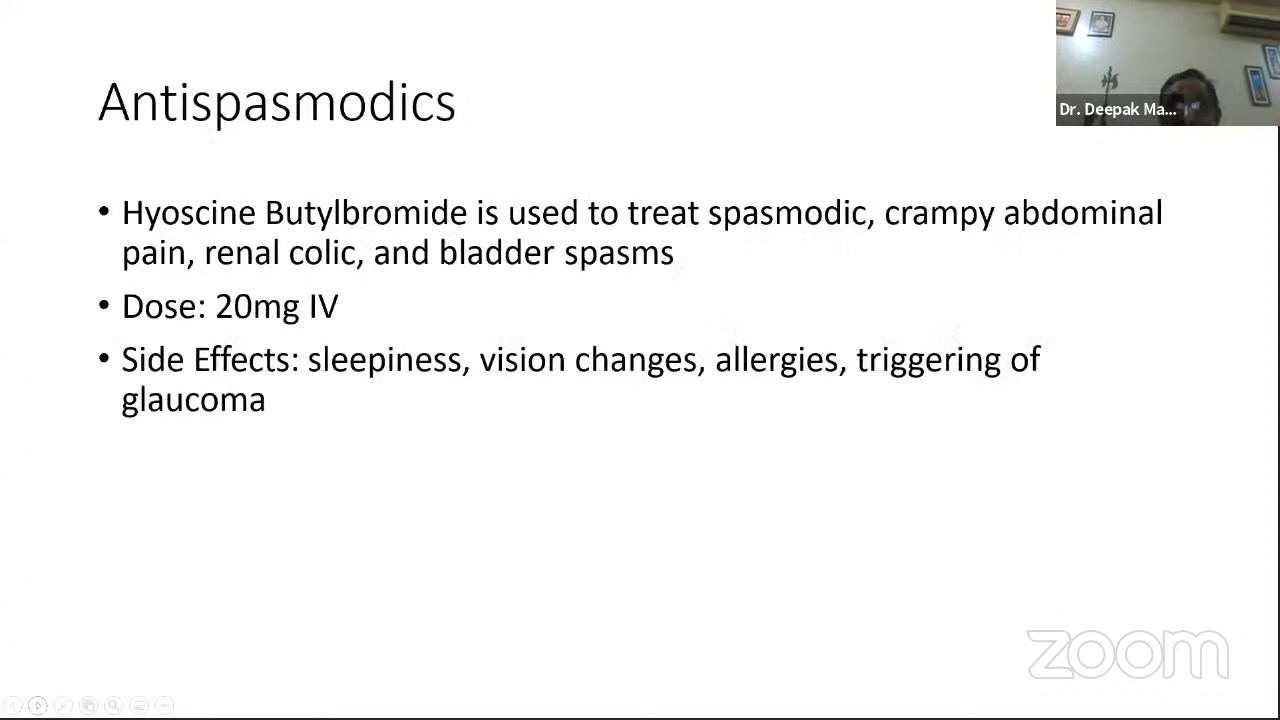 Antispasmodics
Dr. Deepak Ma...
• Hyoscine Butylbromide is used to treat spasmodic, crampy abdominal
pain, renal colic, and bladder spasms
• Dose: 20mg IV
• Side Effects: sleepiness, vision changes, allergies, triggering of
glaucoma
zoom